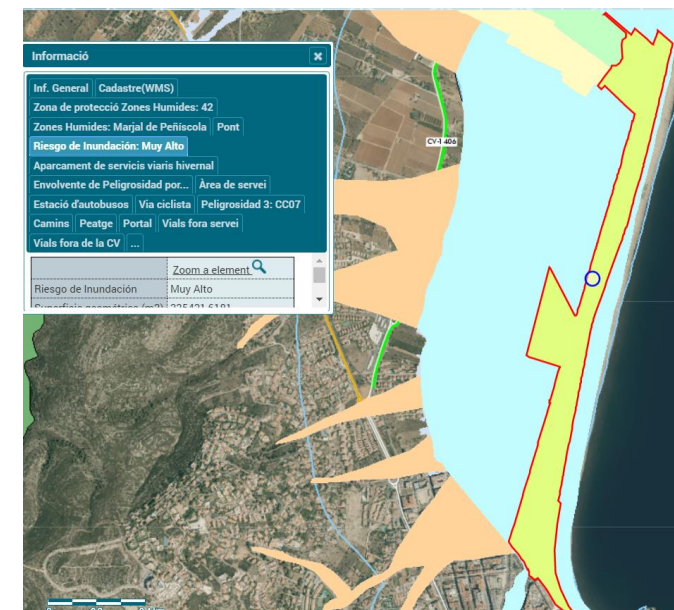 Informació
Inf. General Cadastre(WMS)
Zona de protecció Zones Humides: 42
Zones Humides: Marjal de Peñíscola Pont
Riesgo de Inundación: Muy Alto
Aparcament de servicis viaris hivernal
Envolvente de Peligrosidad por... Àrea de servei
Estació d'autobusos Via ciclista Peligrosidad 3: CC07
Camins Peatge Portal Vials fora servei
Vials fora de la CV ...
Zoom a element
Riesgo de Inundación Muy Alto
CV-1406